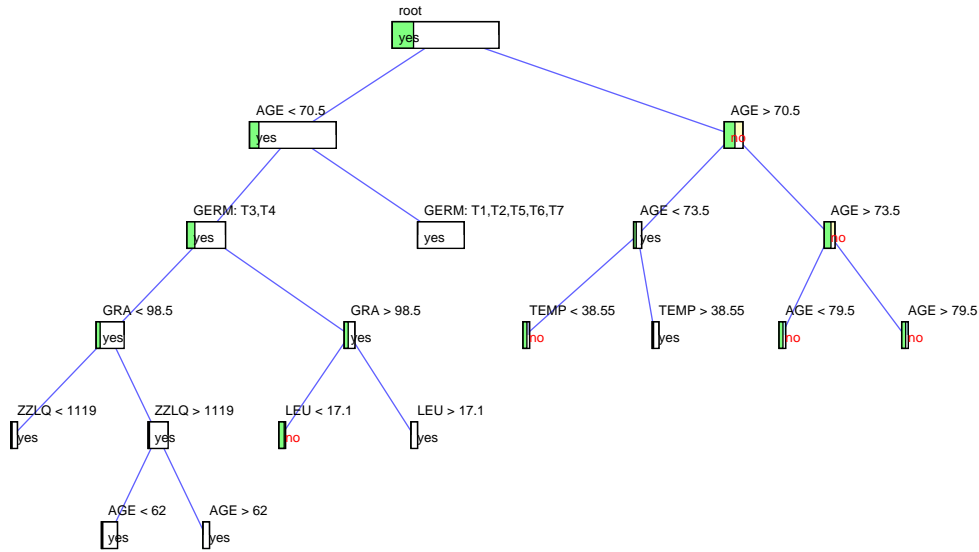 root
yes
AGE < 70.5
yes
AGE > 70.5
no
GERM: T3,T4
yes
GERM: T1,T2,T5,T6,T7
yes
AGE < 73.5
yes
AGE > 73.5
no
GRA < 98.5
yes
GRA > 98.5
yes
TEMP < 38.55
no
TEMP > 38.55
yes
AGE < 79.5
no
AGE > 79.5
no
ZZLQ < 1119
yes
ZZLQ > 1119
yes
LEU < 17.1
no
LEU > 17.1
yes
AGE < 62
yes
AGE > 62
yes